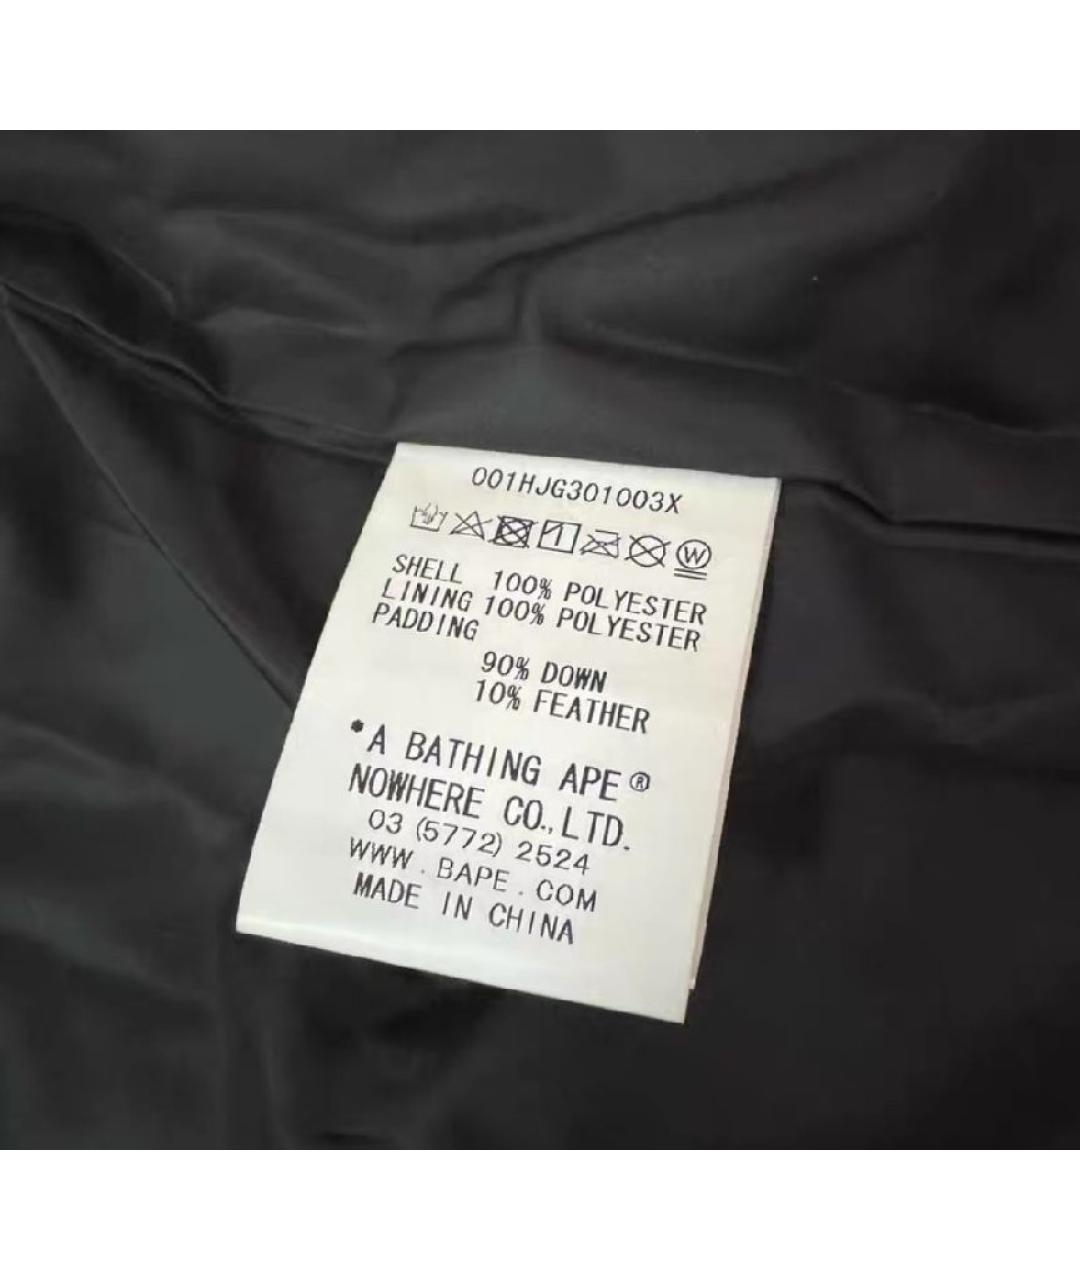 001HJG301003X
W
SHELL 100% POLYESTER
LINING 100% POLYESTER
PADDING
90% DOWN
10% FEATHER
*A BATHING APE®
NOWHERE CO.,LTD.
03 (5772) 2524
WWW.BAPE.COM
MADE IN CHINA